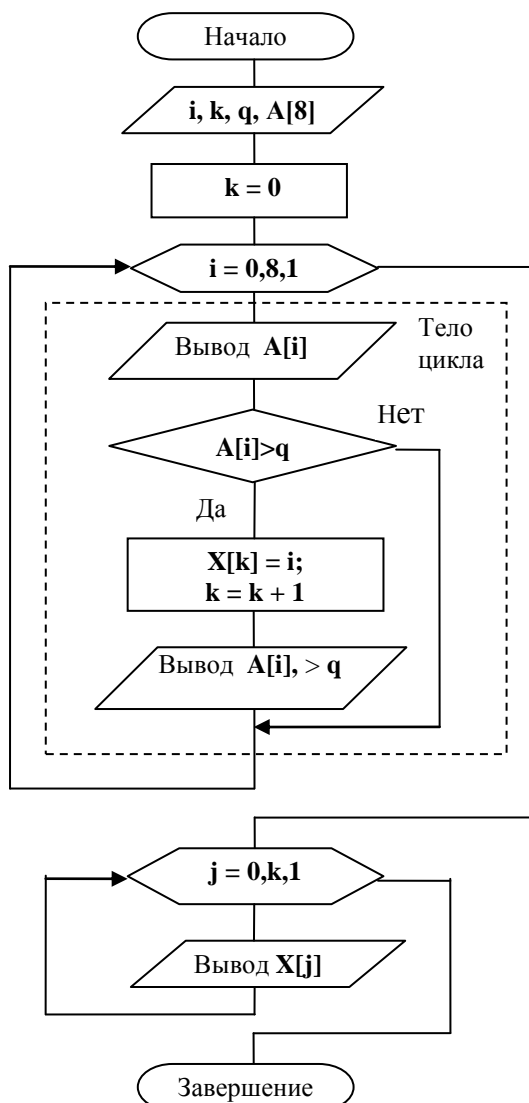 Начало
i, k, q, A[8]
k = 0
i = 0,8,1
Вывод A[i]
Тело
цикла
A[i]>q
Нет
Да
X[k] = i;
k = k + 1
Вывод A[i], > q
j = 0,k,1
Вывод X[j]
Завершение